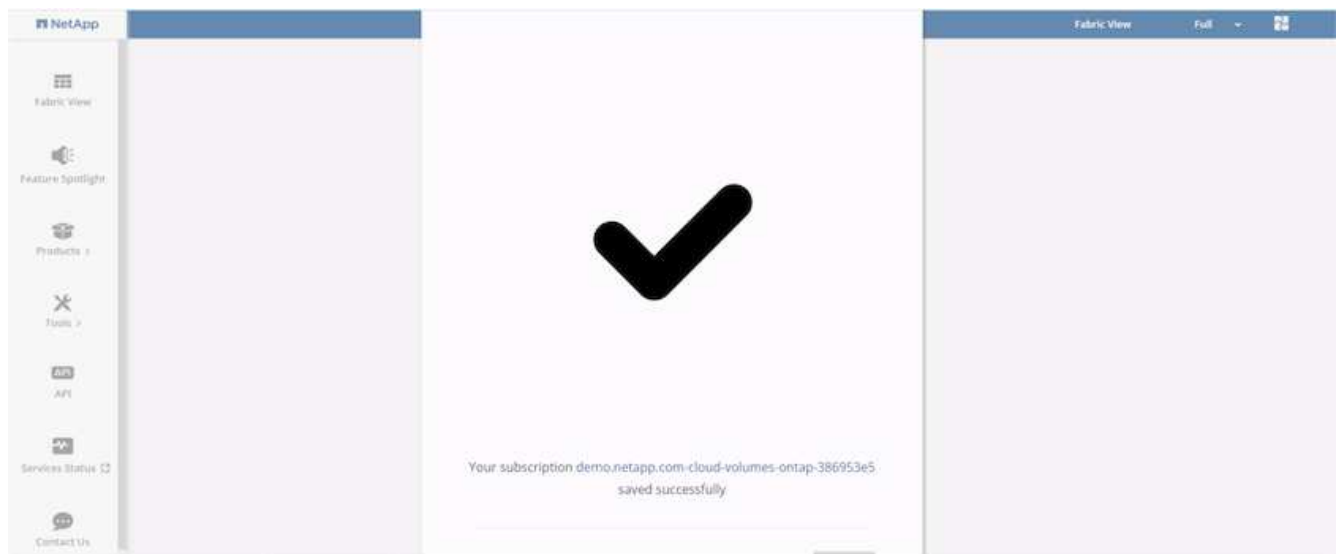 NetApp
Fabric View
Full
Fabric View
Feature Spotlight
Products >
Tools >
API
API
Services Status
Contact Us
Your subscription demo.netapp.com-cloud-volumes-ontap-386953e5
saved successfully